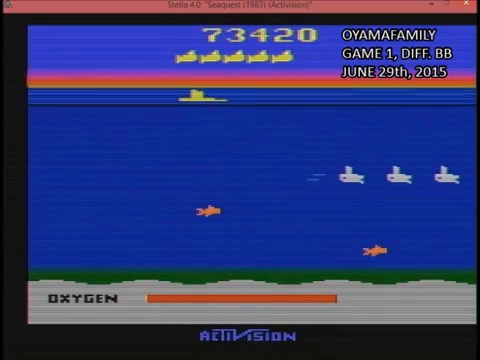 Stella 4.0: "Seaquest (1983) (Activision)"
73420
OYAMAFAMILY
GAME 1, DIFF. BB
JUNE 29th, 2015
OXYGEN
ACTIVISION